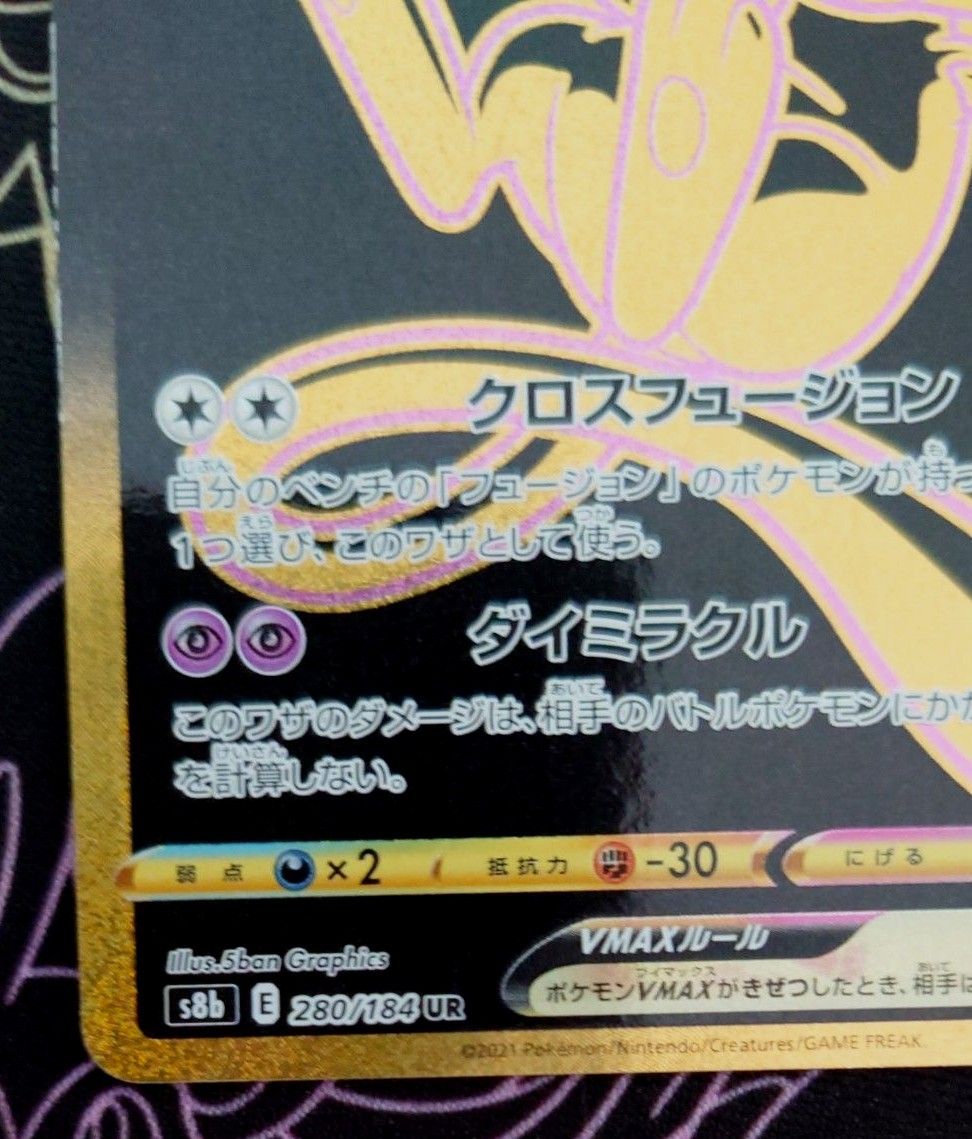 クロスフュージョン
自分のベンチの「フュージョン」のポケモンが持つ
1つ選び、このワザとして使う。
ダイミラクル
このワザのダメージは、相手のバトルポケモンにかか
を計算しない。
弱点 ×2 抵抗力 -30 にげる
VMAXルール
ポケモンVMAXがきぜつしたとき、相手は
Illus.5ban Graphics
s8b E 280/184 UR
©2021 Pokémon/Nintendo/Creatures/GAME FREAK.